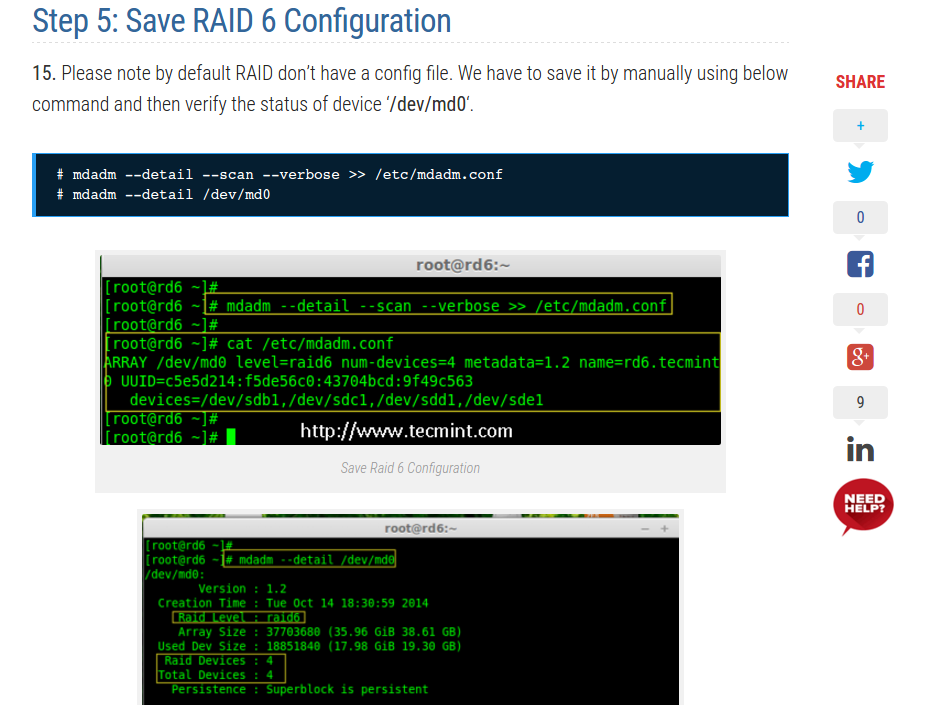 Step 5: Save RAID 6 Configuration
15. Please note by default RAID don’t have a config file. We have to save it by manually using below
command and then verify the status of device ‘/dev/md0‘.
# mdadm --detail --scan --verbose >> /etc/mdadm.conf
# mdadm --detail /dev/md0
root@rd6:~
[root@rd6 ~]#
[root@rd6 ~]# mdadm --detail --scan --verbose >> /etc/mdadm.conf
[root@rd6 ~]#
[root@rd6 ~]# cat /etc/mdadm.conf
ARRAY /dev/md0 level=raid6 num-devices=4 metadata=1.2 name=rd6.tecmint
0 UUID=c5e5d214:f5de56c0:43704bcd:9f49c563
devices=/dev/sdb1,/dev/sdc1,/dev/sdd1,/dev/sde1
[root@rd6 ~]#
[root@rd6 ~]#
http://www.tecmint.com
Save Raid 6 Configuration
root@rd6:~
[root@rd6 ~]#
[root@rd6 ~]# mdadm --detail /dev/md0
/dev/md0:
Version : 1.2
Creation Time : Tue Oct 14 18:30:59 2014
Raid Level : raid6
Array Size : 37703680 (35.96 GiB 38.61 GB)
Used Dev Size : 18851840 (17.98 GiB 19.30 GB)
Raid Devices : 4
Total Devices : 4
Persistence : Superblock is persistent
SHARE
+
0
f
0
g+
9
in
NEED
HELP?